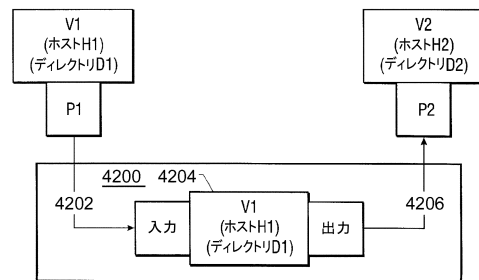 V1
(ホストH1)
(ディレクトリD1)
P1
V2
(ホストH2)
(ディレクトリD2)
P2
4200
4204
4202
4206
入力
V1
(ホストH1)
(ディレクトリD1)
出力